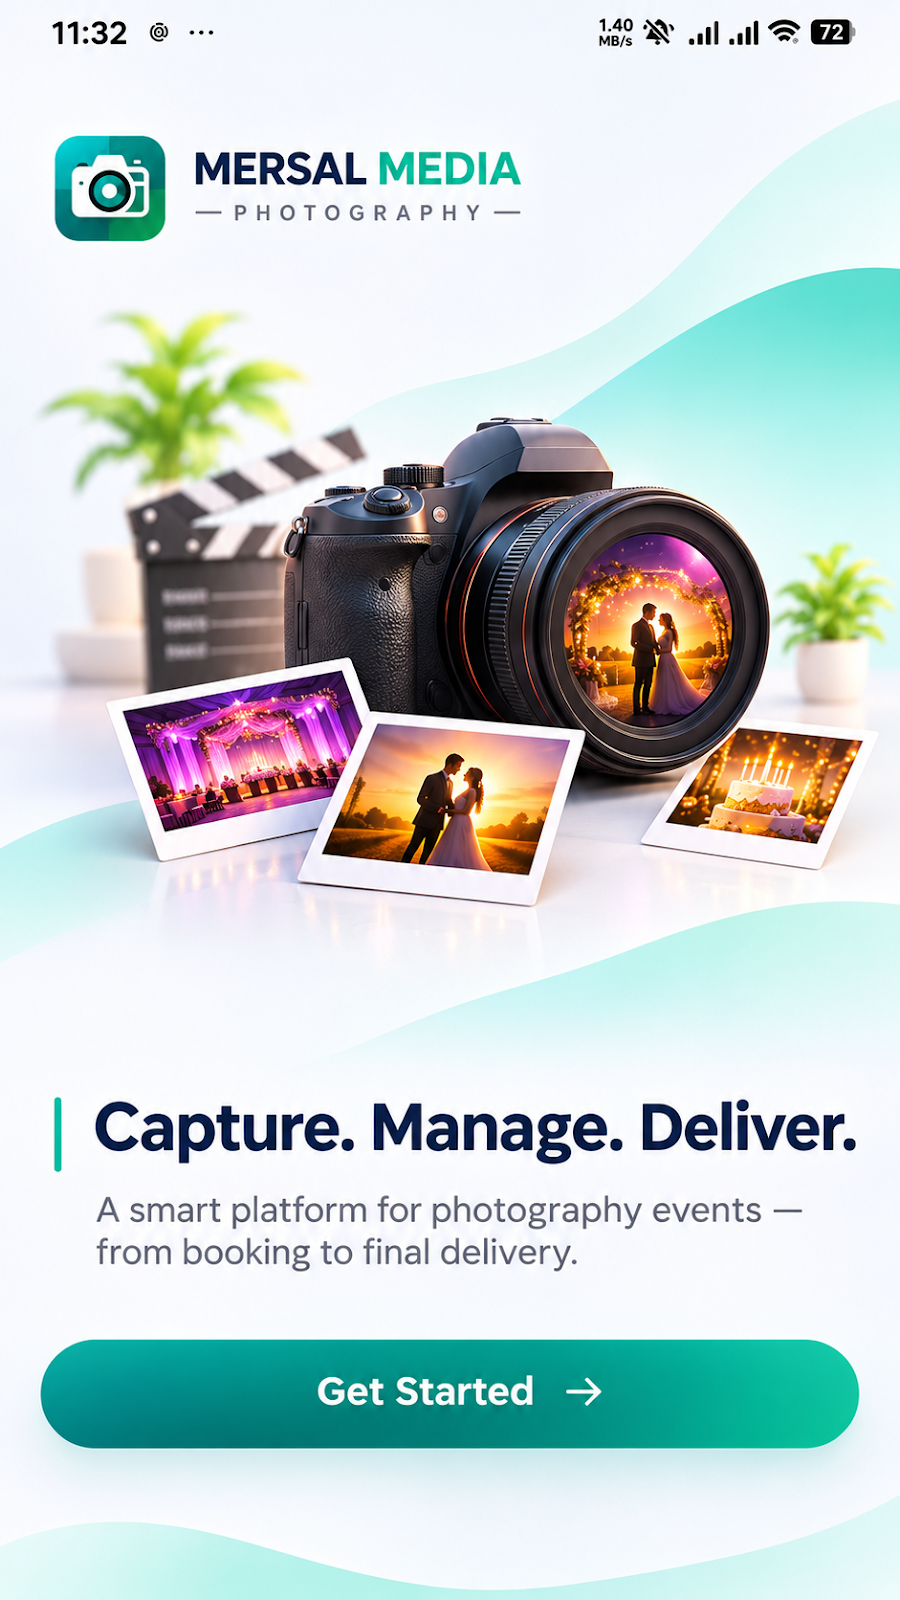 11:32
1.40
MB/s
72
MERSAL MEDIA
PHOTOGRAPHY
Capture. Manage. Deliver.
A smart platform for photography events —
from booking to final delivery.
Get Started →